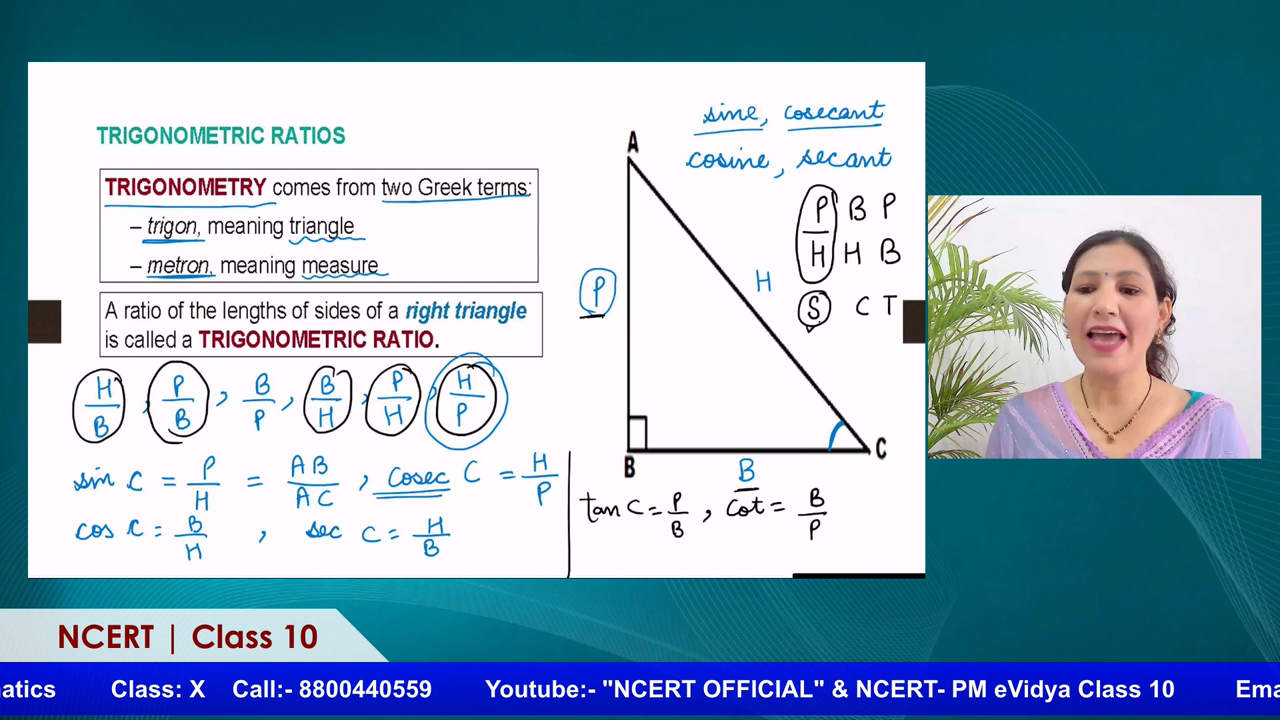 TRIGONOMETRIC RATIOS
TRIGONOMETRY comes from two Greek terms:
– trigon, meaning triangle
– metron, meaning measure
A ratio of the lengths of sides of a right triangle
is called a TRIGONOMETRIC RATIO.
H/B, P/B, B/P, B/H, P/H, H/P
sin C = P/H = AB/AC, cosec C = H/P
cos C = B/H, sec C = H/B
sine, cosecant
cosine, secant
P B P
H H B
S C T
A
P
H
B
B
C
tan C = P/B, cot = B/P
NCERT | Class 10
atics Class: X Call:- 8800440559 Youtube:- "NCERT OFFICIAL" & NCERT- PM eVidya Class 10 Ema